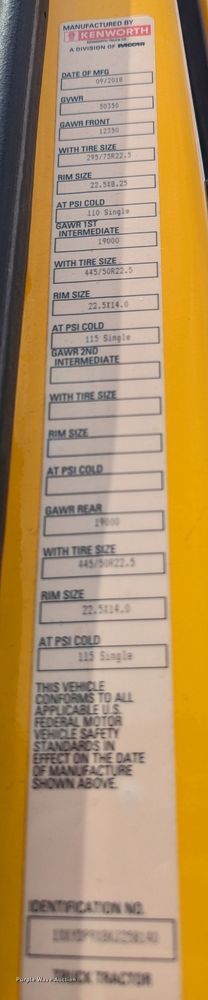 MANUFACTURED BY
KENWORTH
A DIVISION OF PACCAR
DATE OF MFG
09/2018
GVWR
50350
GAWR FRONT
12350
WITH TIRE SIZE
295/75R22.5
RIM SIZE
22.5X8.25
AT PSI COLD
110 Single
GAWR 1ST
INTERMEDIATE
19000
WITH TIRE SIZE
445/50R22.5
RIM SIZE
22.5X14.0
AT PSI COLD
115 Single
GAWR 2ND
INTERMEDIATE
WITH TIRE SIZE
RIM SIZE
AT PSI COLD
GAWR REAR
19000
WITH TIRE SIZE
445/50R22.5
RIM SIZE
22.5X14.0
AT PSI COLD
115 Single
THIS VEHICLE
CONFORMS TO ALL
APPLICABLE U.S.
FEDERAL MOTOR
VEHICLE SAFETY
STANDARDS IN
EFFECT ON THE DATE
OF MANUFACTURE
SHOWN ABOVE.
IDENTIFICATION NO.
TRUCK TRACTOR
Purple Wave Auction